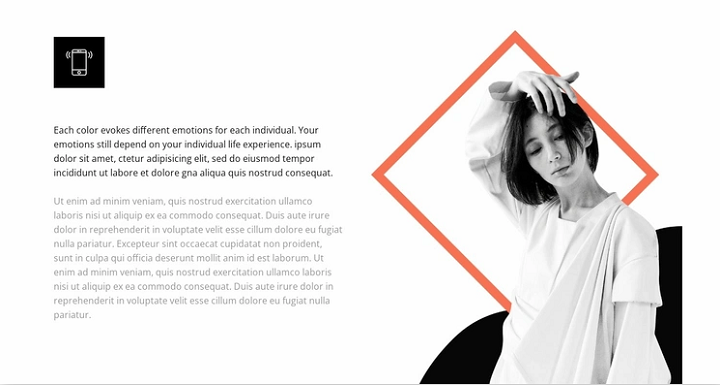 Each color evokes different emotions for each individual. Your
emotions still depend on your individual life experience. ipsum
dolor sit amet, ctetur adipisicing elit, sed do eiusmod tempor
incididunt ut labore et dolore gna aliqua quis nostrud consequat.
Ut enim ad minim veniam, quis nostrud exercitation ullamco
laboris nisi ut aliquip ex ea commodo consequat. Duis aute irure
dolor in reprehenderit in voluptate velit esse cillum dolore eu fugiat
nulla pariatur. Excepteur sint occaecat cupidatat non proident,
sunt in culpa qui officia deserunt mollit anim id est laborum. Ut
enim ad minim veniam, quis nostrud exercitation ullamco laboris
nisi ut aliquip ex ea commodo consequat. Duis aute irure dolor in
reprehenderit in voluptate velit esse cillum dolore eu fugiat nulla
pariatur.